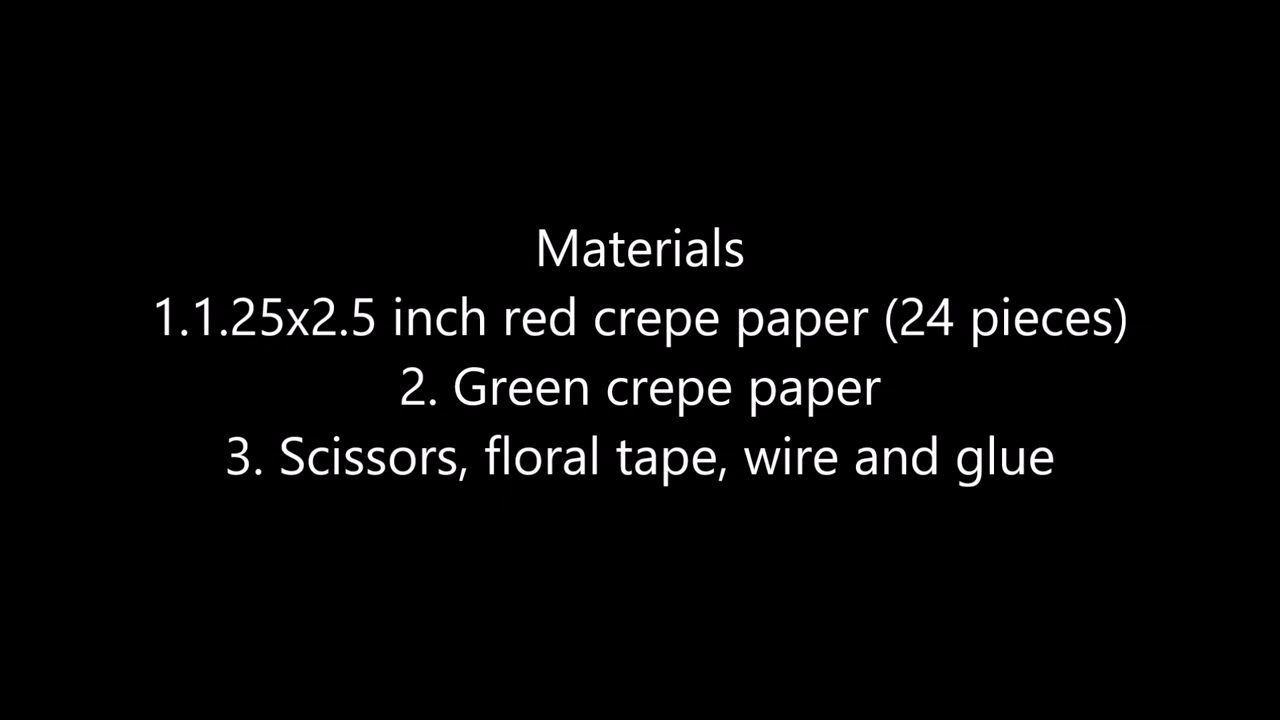 Materials
1.1.25x2.5 inch red crepe paper (24 pieces)
2. Green crepe paper
3. Scissors, floral tape, wire and glue